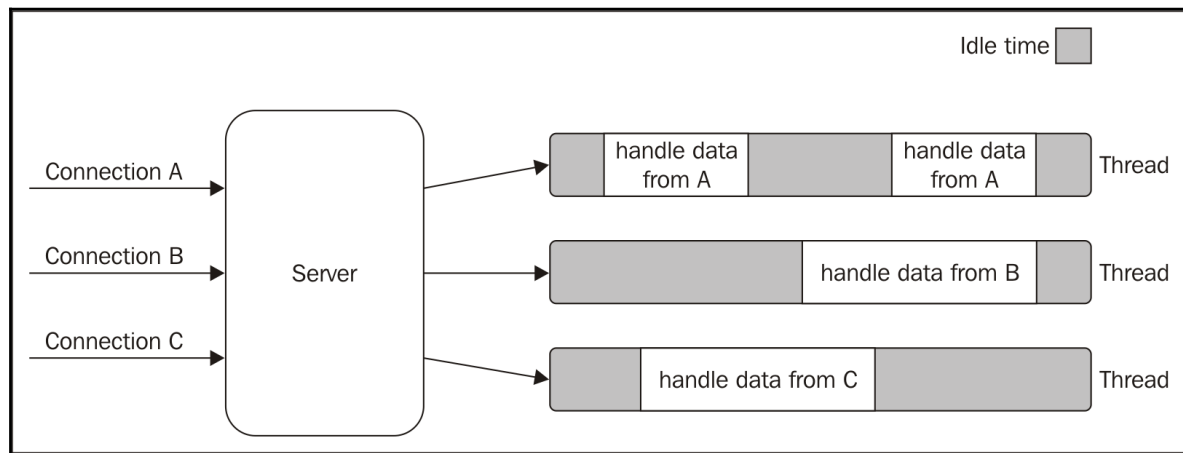 Idle time
Connection A
Connection B
Connection C
Server
handle data
from A
handle data
from A
Thread
handle data from B
Thread
handle data from C
Thread